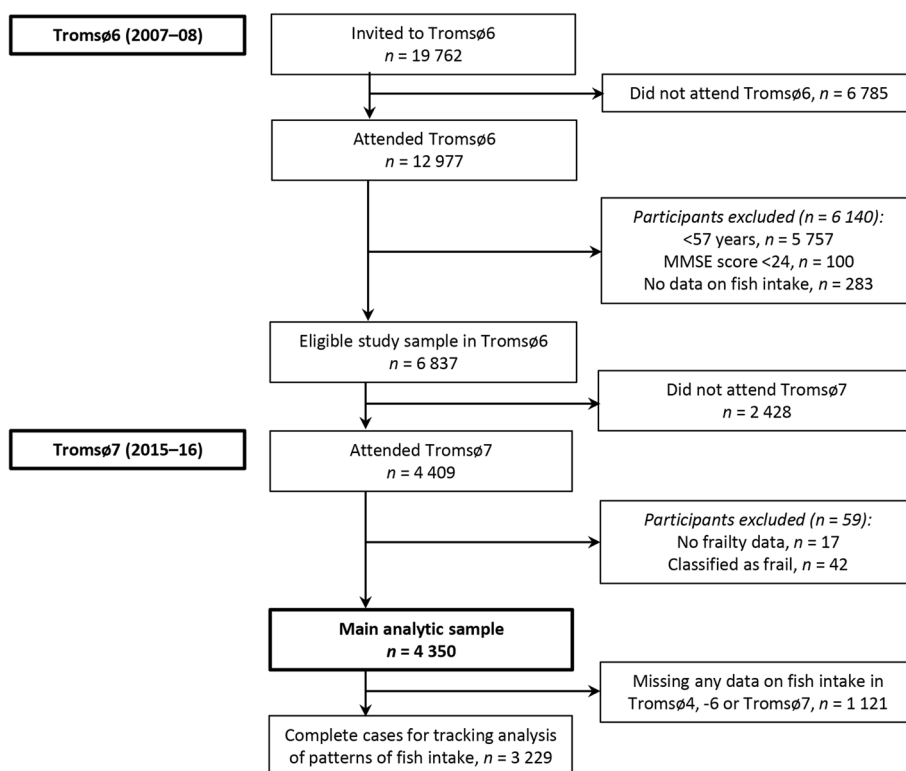 Tromsø6 (2007–08)
Invited to Tromsø6
n = 19 762
Did not attend Tromsø6, n = 6 785
Attended Tromsø6
n = 12 977
Participants excluded (n = 6 140):
<57 years, n = 5 757
MMSE score <24, n = 100
No data on fish intake, n = 283
Eligible study sample in Tromsø6
n = 6 837
Did not attend Tromsø7
n = 2 428
Tromsø7 (2015–16)
Attended Tromsø7
n = 4 409
Participants excluded (n = 59):
No frailty data, n = 17
Classified as frail, n = 42
Main analytic sample
n = 4 350
Missing any data on fish intake in
Tromsø4, -6 or Tromsø7, n = 1 121
Complete cases for tracking analysis
of patterns of fish intake, n = 3 229